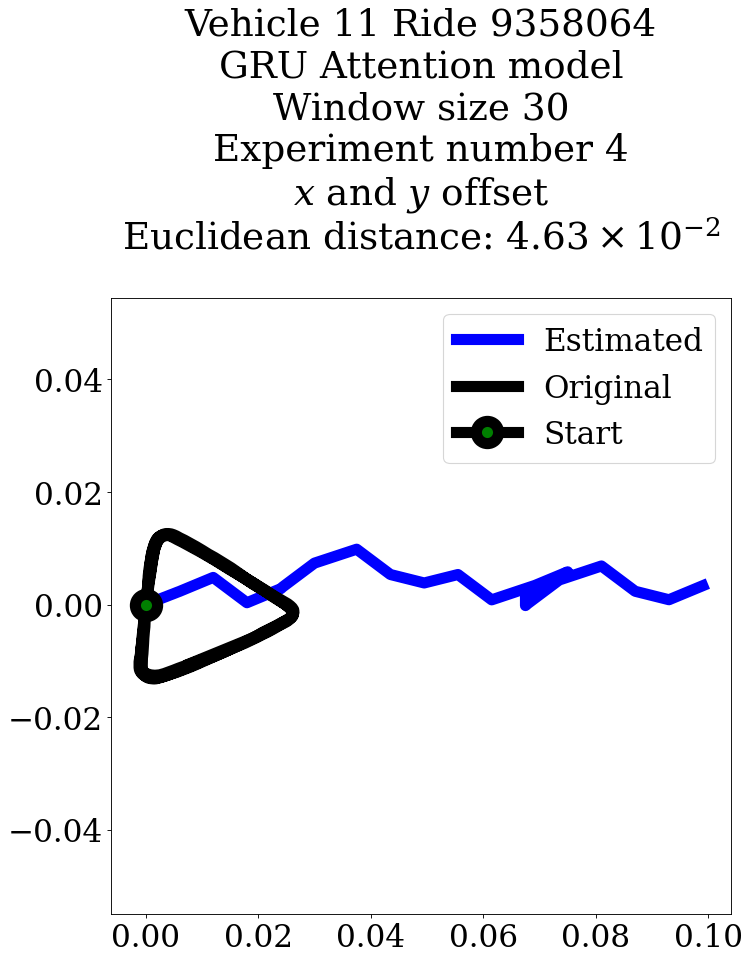 Vehicle 11 Ride 9358064
GRU Attention model
Window size 30
Experiment number 4
x and y offset
Euclidean distance: 4.63 × 10⁻²
Estimated
Original
Start
0.04
0.02
0.00
−0.02
−0.04
0.00 0.02 0.04 0.06 0.08 0.10